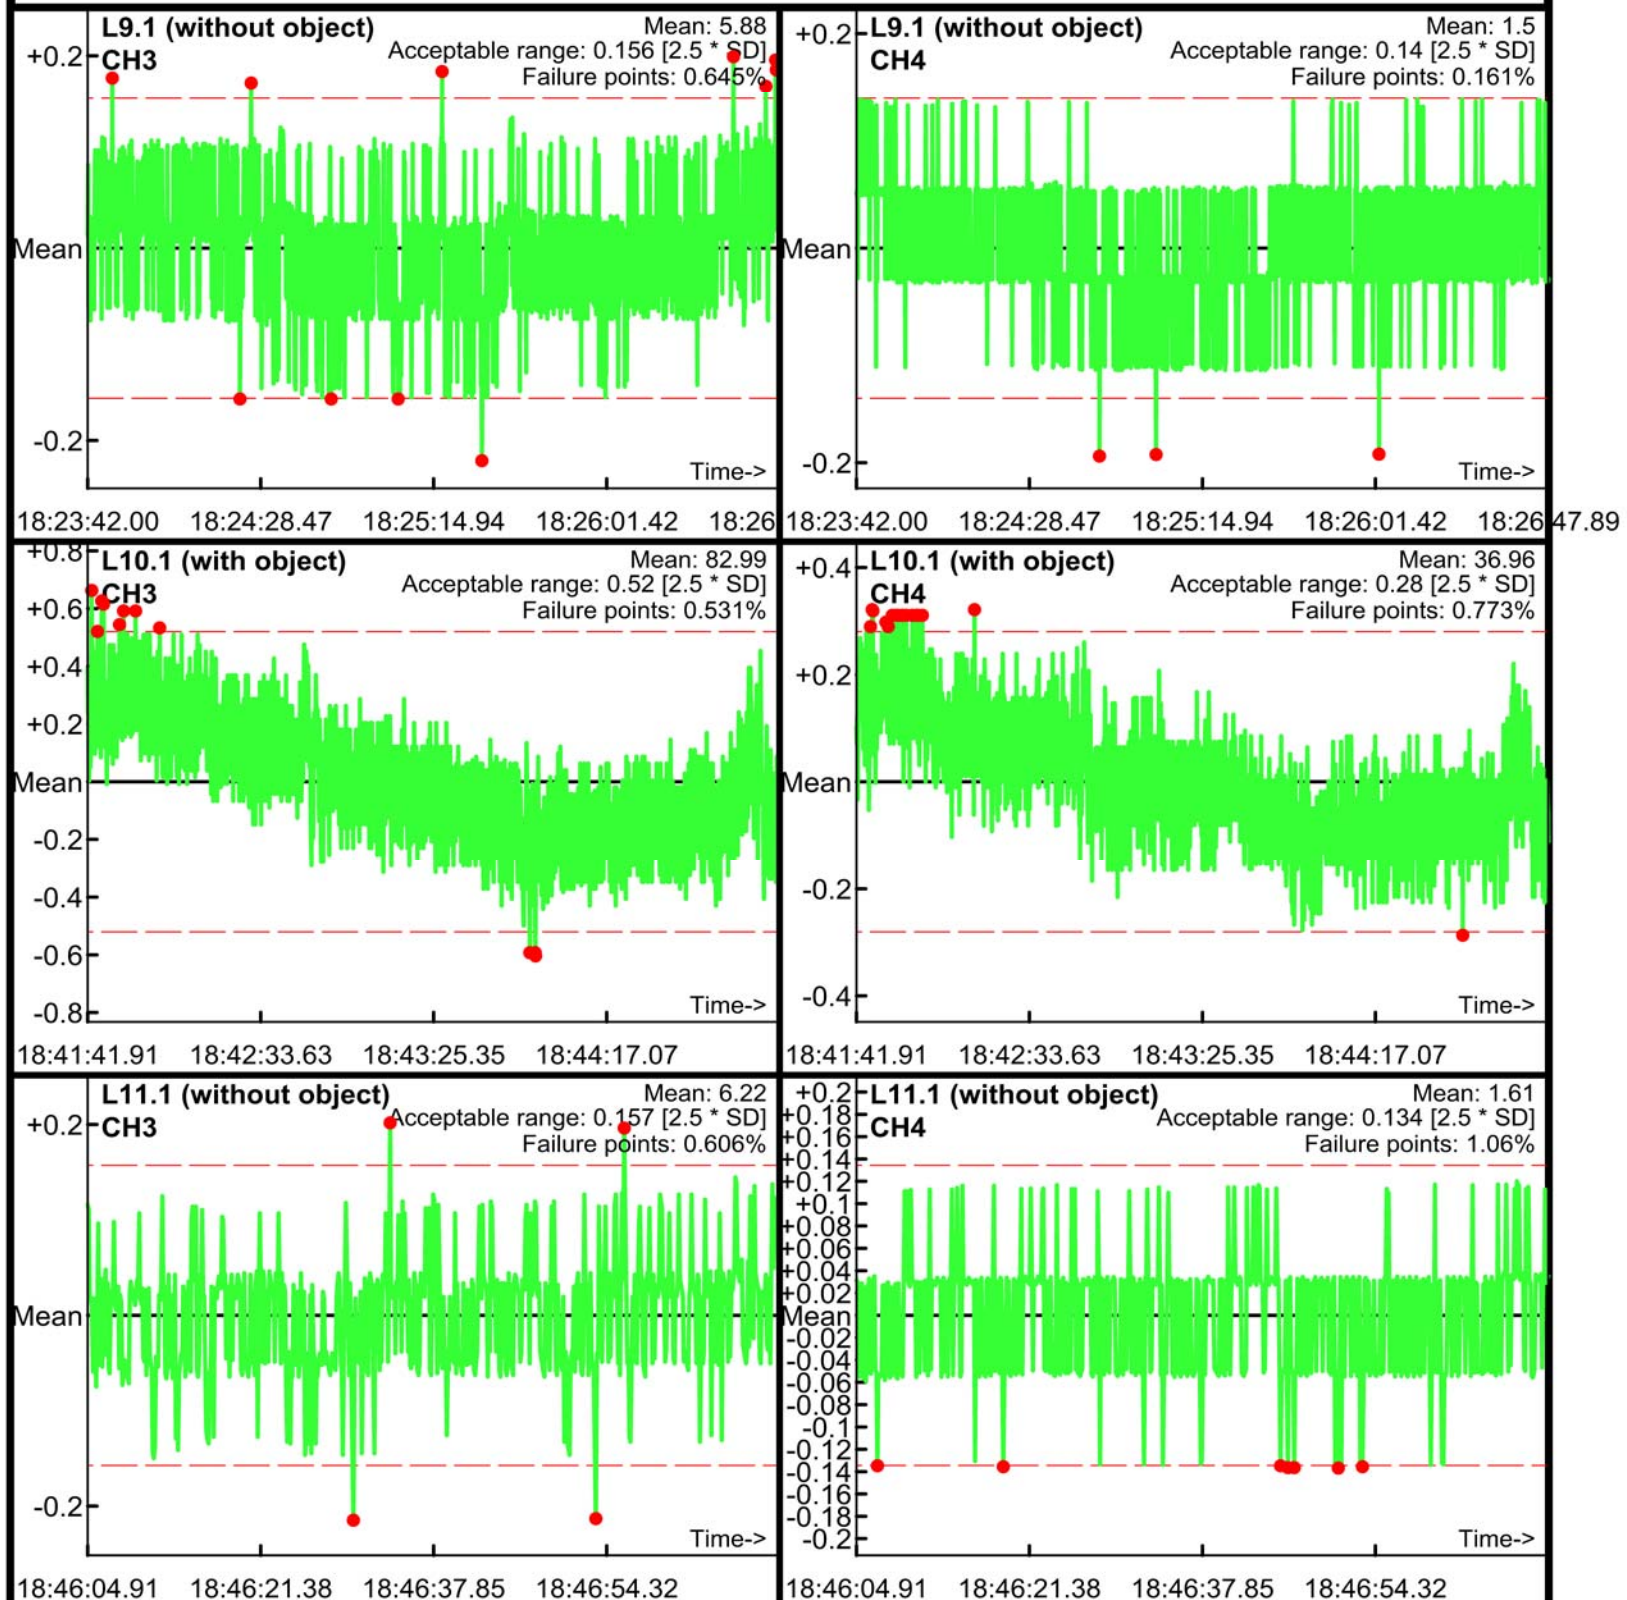 L9.1 (without object)
CH3
Mean: 5.88
Acceptable range: 0.156 [2.5 * SD]
Failure points: 0.645%
+0.2
Mean
-0.2
Time->
18:23:42.00 18:24:28.47 18:25:14.94 18:26:01.42 18:26
L9.1 (without object)
CH4
Mean: 1.5
Acceptable range: 0.14 [2.5 * SD]
Failure points: 0.161%
+0.2
Mean
-0.2
Time->
18:23:42.00 18:24:28.47 18:25:14.94 18:26:01.42 18:26:47.89
L10.1 (with object)
CH3
Mean: 82.99
Acceptable range: 0.52 [2.5 * SD]
Failure points: 0.531%
+0.8
+0.6
+0.4
+0.2
Mean
-0.2
-0.4
-0.6
-0.8
Time->
18:41:41.91 18:42:33.63 18:43:25.35 18:44:17.07
L10.1 (with object)
CH4
Mean: 36.96
Acceptable range: 0.28 [2.5 * SD]
Failure points: 0.773%
+0.4
+0.2
Mean
-0.2
-0.4
Time->
18:41:41.91 18:42:33.63 18:43:25.35 18:44:17.07
L11.1 (without object)
CH3
Mean: 6.22
Acceptable range: 0.157 [2.5 * SD]
Failure points: 0.606%
+0.2
Mean
-0.2
Time->
18:46:04.91 18:46:21.38 18:46:37.85 18:46:54.32
L11.1 (without object)
CH4
Mean: 1.61
Acceptable range: 0.134 [2.5 * SD]
Failure points: 1.06%
+0.2
+0.18
+0.16
+0.14
+0.12
+0.1
+0.08
+0.06
+0.04
+0.02
Mean
-0.02
-0.04
-0.06
-0.08
-0.1
-0.12
-0.14
-0.16
-0.18
-0.2
Time->
18:46:04.91 18:46:21.38 18:46:37.85 18:46:54.32